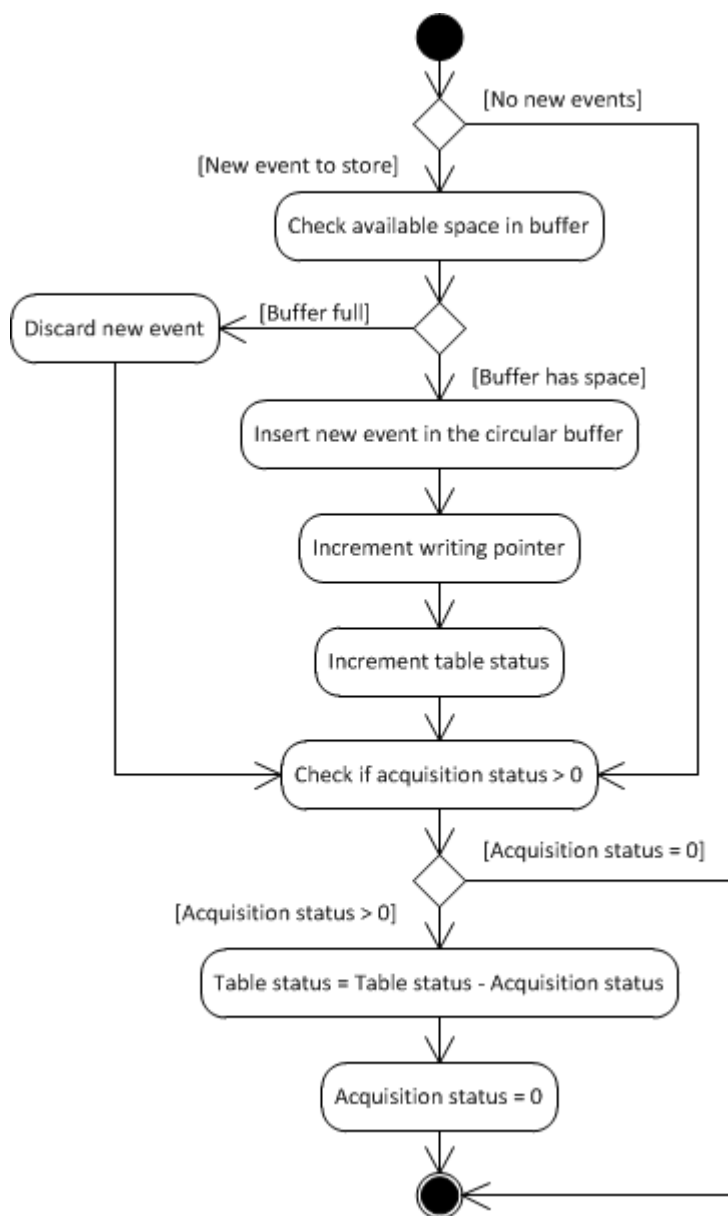 [No new events]
[New event to store]
Check available space in buffer
[Buffer full]
Discard new event
[Buffer has space]
Insert new event in the circular buffer
Increment writing pointer
Increment table status
Check if acquisition status > 0
[Acquisition status = 0]
[Acquisition status > 0]
Table status = Table status - Acquisition status
Acquisition status = 0